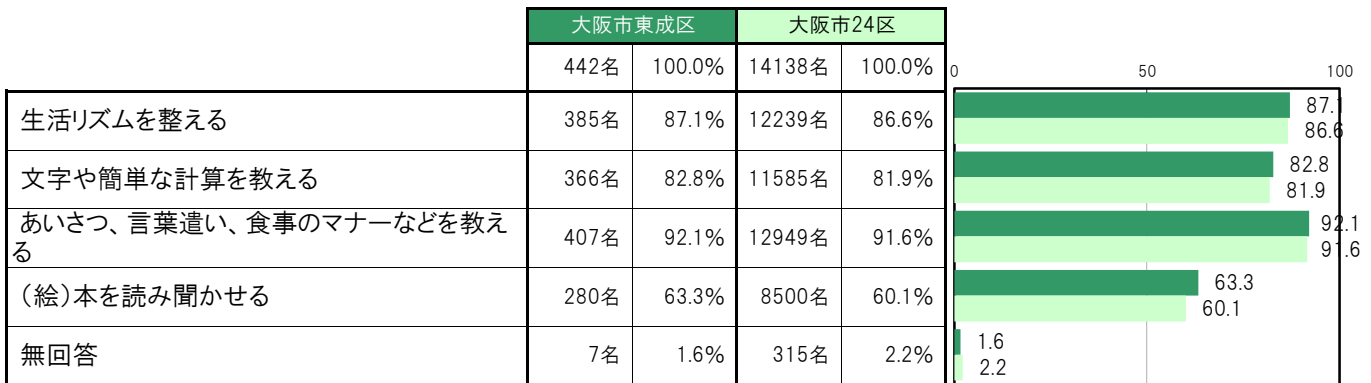 大阪市東成区 大阪市24区
442名 100.0% 14138名 100.0%
0 50 100
生活リズムを整える 385名 87.1% 12239名 86.6%
87.1
86.6
文字や簡単な計算を教える 366名 82.8% 11585名 81.9%
82.8
81.9
あいさつ、言葉遣い、食事のマナーなどを教え
る 407名 92.1% 12949名 91.6%
92.1
91.6
(絵)本を読み聞かせる 280名 63.3% 8500名 60.1%
63.3
60.1
無回答 7名 1.6% 315名 2.2%
1.6
2.2